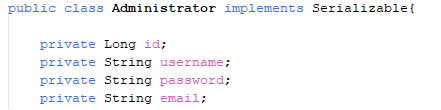 public class Administrator implements Serializable{
private Long id;
private String username;
private String password;
private String email;